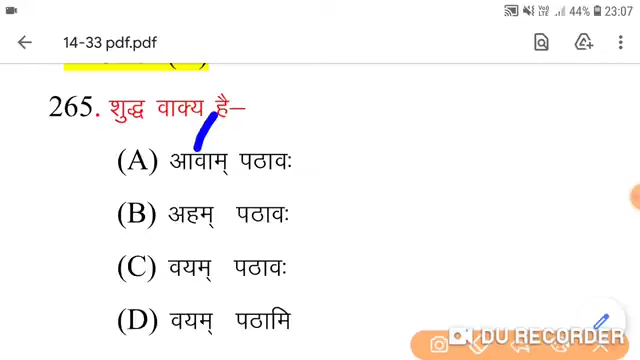 44% 23:07
14-33 pdf.pdf
265. शुद्ध वाक्य है–
(A) आवाम् पठावः
(B) अहम् पठावः
(C) वयम् पठावः
(D) वयम् पठामि
DU RECORDER